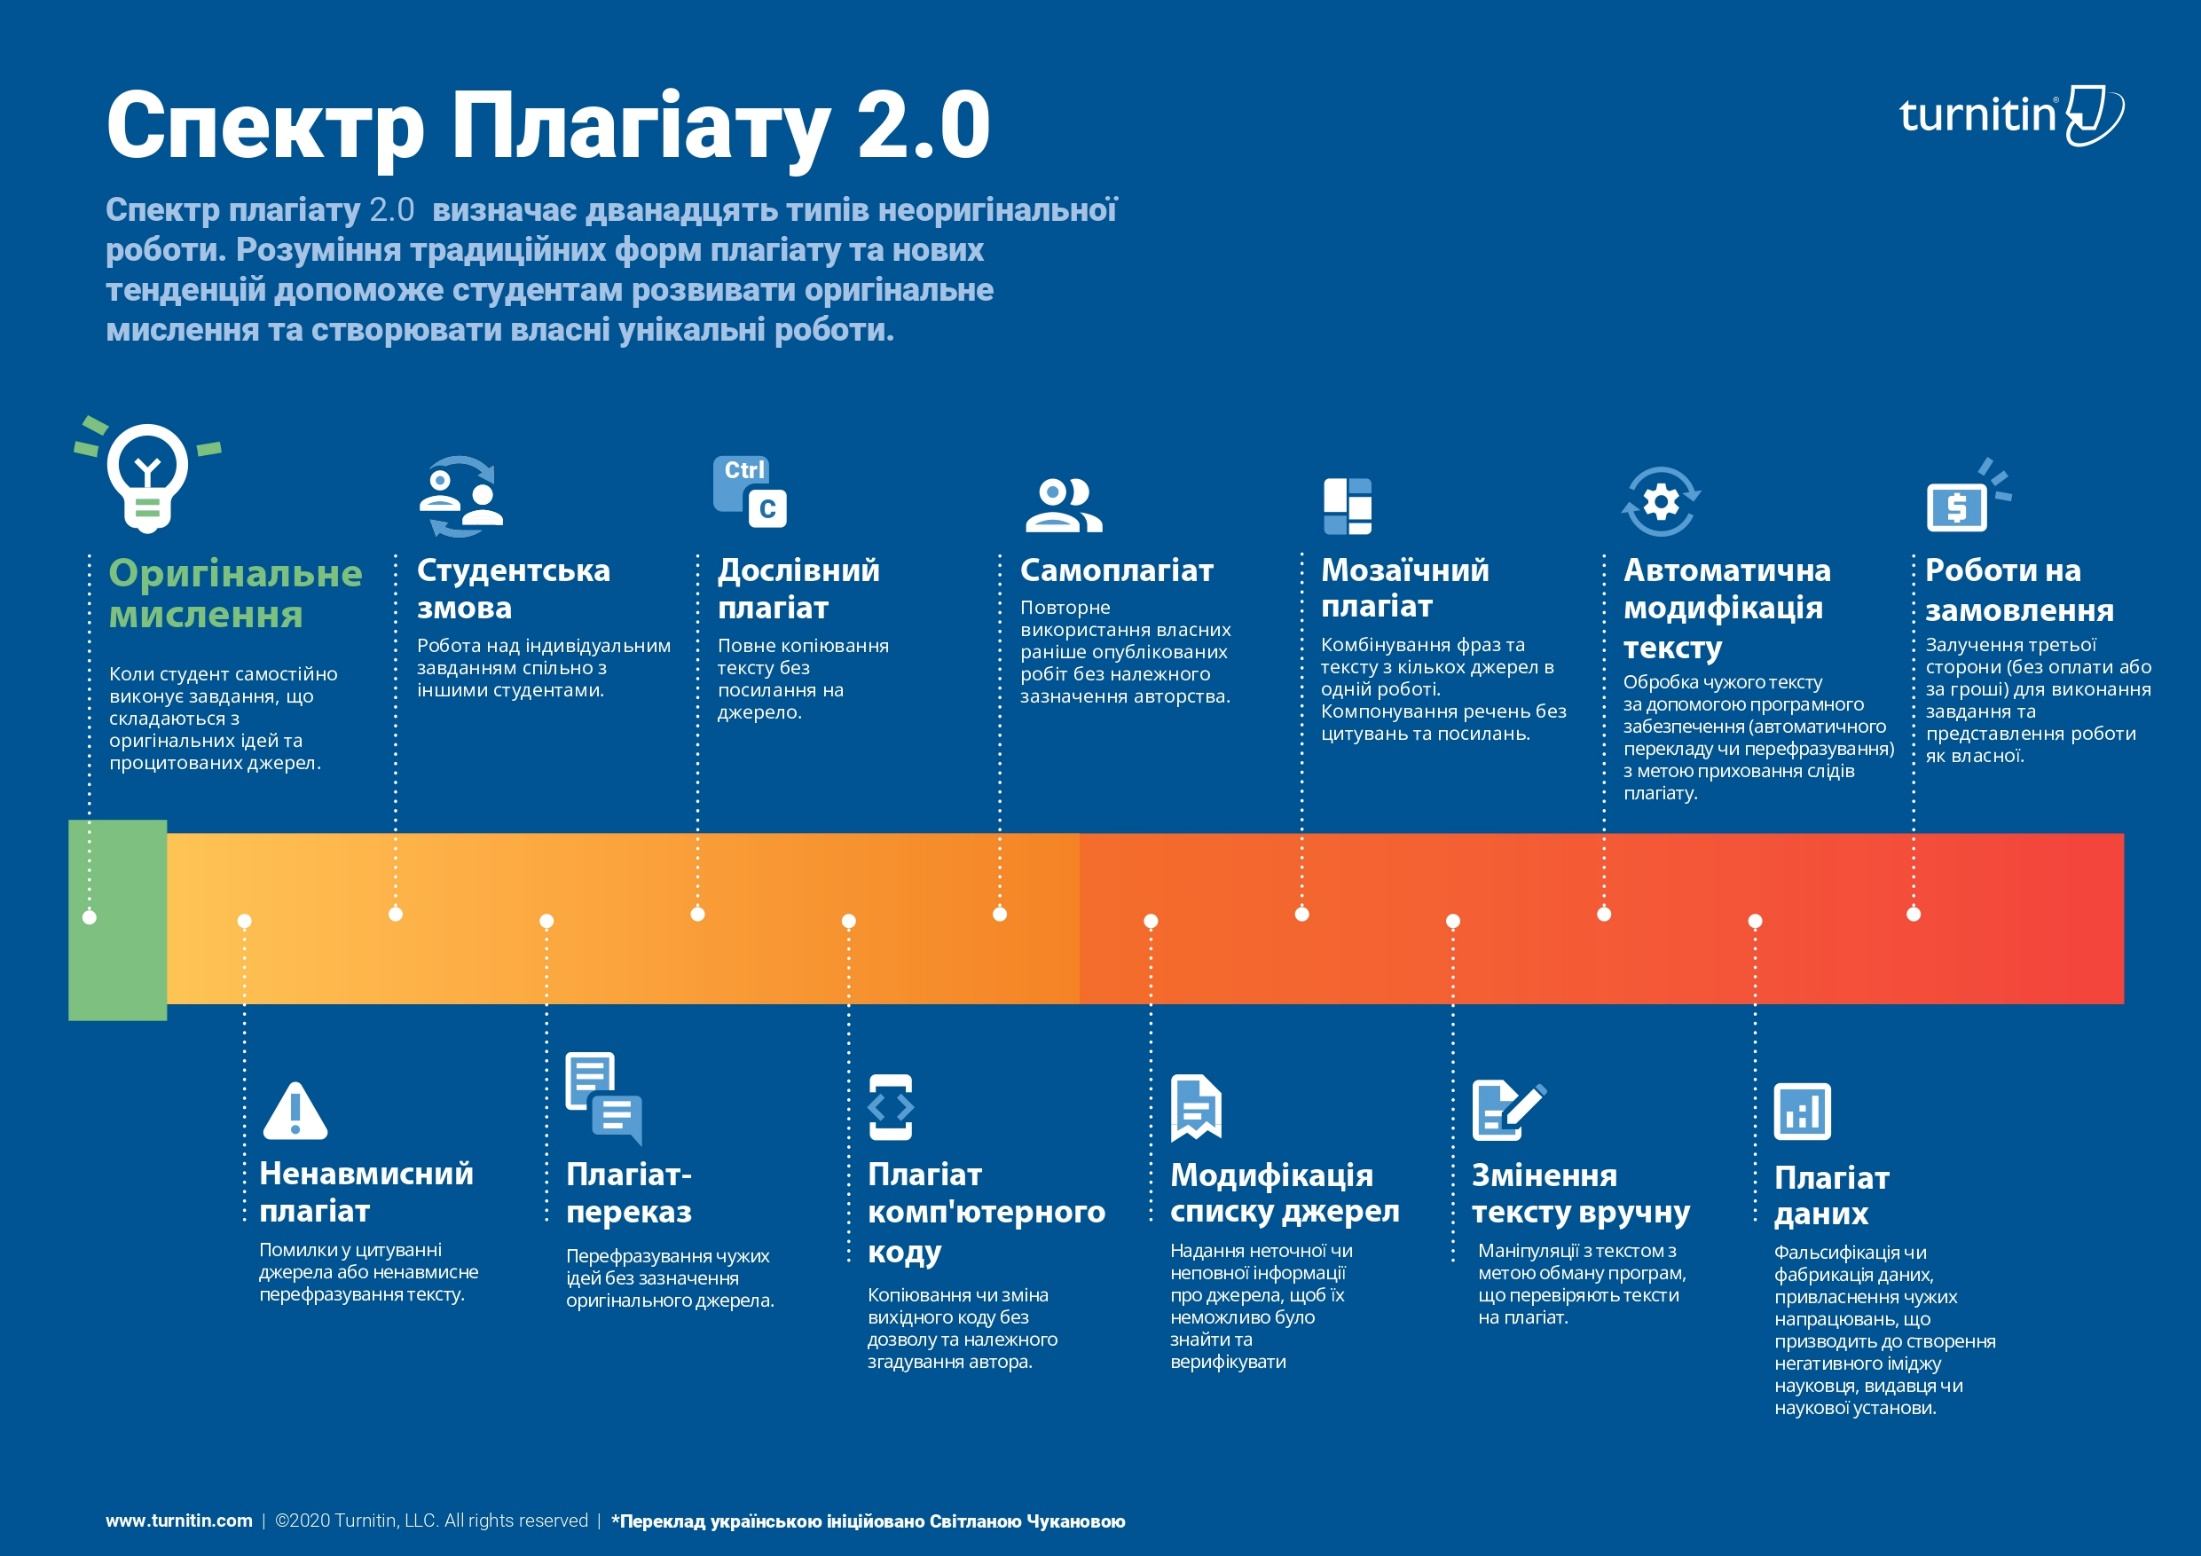 Спектр Плагіату 2.0
turnitin®
Спектр плагіату 2.0 визначає дванадцять типів неоригінальної
роботи. Розуміння традиційних форм плагіату та нових
тенденцій допоможе студентам розвивати оригінальне
мислення та створювати власні унікальні роботи.
Оригінальне
мислення
Коли студент самостійно
виконує завдання, що
складаються з
оригінальних ідей та
процитованих джерел.
Студентська
змова
Робота над індивідуальним
завданням спільно з
іншими студентами.
Ctrl
C
Дослівний
плагіат
Повне копіювання
тексту без
посилання на
джерело.
Самоплагіат
Повторне
використання власних
раніше опублікованих
робіт без належного
зазначення авторства.
Мозаїчний
плагіат
Комбінування фраз та
тексту з кількох джерел в
одній роботі.
Компонування речень без
цитувань та посилань.
Автоматична
модифікація
тексту
Обробка чужого тексту
за допомогою програмного
забезпечення (автоматичного
перекладу чи перефразування)
з метою приховання слідів
плагіату.
$
Роботи на
замовлення
Залучення третьої
сторони (без оплати або
за гроші) для виконання
завдання та
представлення роботи
як власної.
Ненавмисний
плагіат
Помилки у цитуванні
джерела або ненавмисне
перефразування тексту.
Плагіат-
переказ
Перефразування чужих
ідей без зазначення
оригінального джерела.
Плагіат
комп'ютерного
коду
Копіювання чи зміна
вихідного коду без
дозволу та належного
згадування автора.
Модифікація
списку джерел
Надання неточної чи
неповної інформації
про джерела, щоб їх
неможливо було
знайти та
верифікувати
Змінення
тексту вручну
Маніпуляції з текстом з
метою обману програм,
що перевіряють тексти
на плагіат.
Плагіат
даних
Фальсифікація чи
фабрикація даних,
привласнення чужих
напрацювань, що
призводить до створення
негативного іміджу
науковця, видавця чи
наукової установи.
www.turnitin.com | ©2020 Turnitin, LLC. All rights reserved | *Переклад українською ініційовано Світланою Чукановою